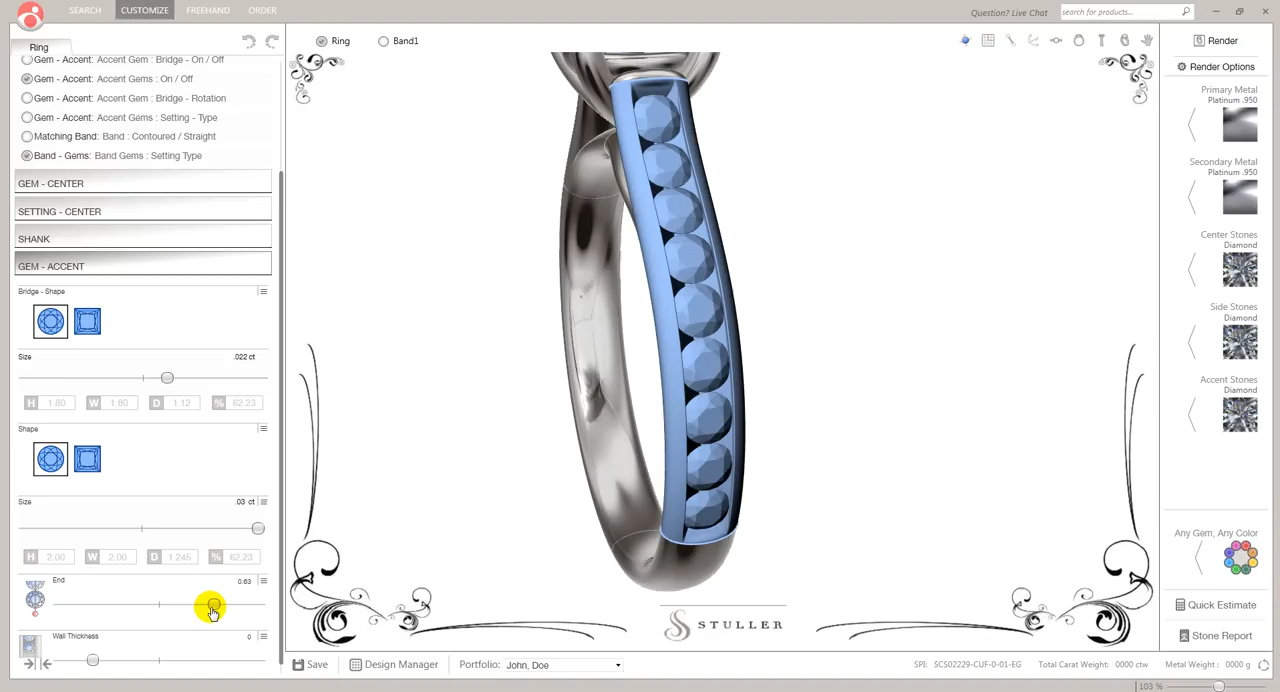 SEARCH CUSTOMIZE FREEHAND ORDER
Question? Live Chat search for products...
Ring
Ring Band1
Render
Gem - Accent: Accent Gem : Bridge - On / Off
Gem - Accent: Accent Gems : On / Off
Gem - Accent: Accent Gem : Bridge - Rotation
Gem - Accent: Accent Gems : Setting - Type
Matching Band: Band : Contoured / Straight
Band - Gems: Band Gems : Setting Type
GEM - CENTER
SETTING - CENTER
SHANK
GEM - ACCENT
Bridge - Shape
Size .022 ct
H 1.80 W 1.80 D 1.12 % 62.23
Shape
Size .03 ct
H 2.00 W 2.00 D 1.245 % 62.23
End 0.63
Wall Thickness 0
STULLER
Render Options
Primary Metal
Platinum .950
Secondary Metal
Platinum .950
Center Stones
Diamond
Side Stones
Diamond
Accent Stones
Diamond
Any Gem, Any Color
Quick Estimate
Stone Report
Save Design Manager Portfolio: John, Doe
SPI: SCS02229-CUF-0-01-EG Total Carat Weight: 0000 ctw Metal Weight : 0000 g
103 %